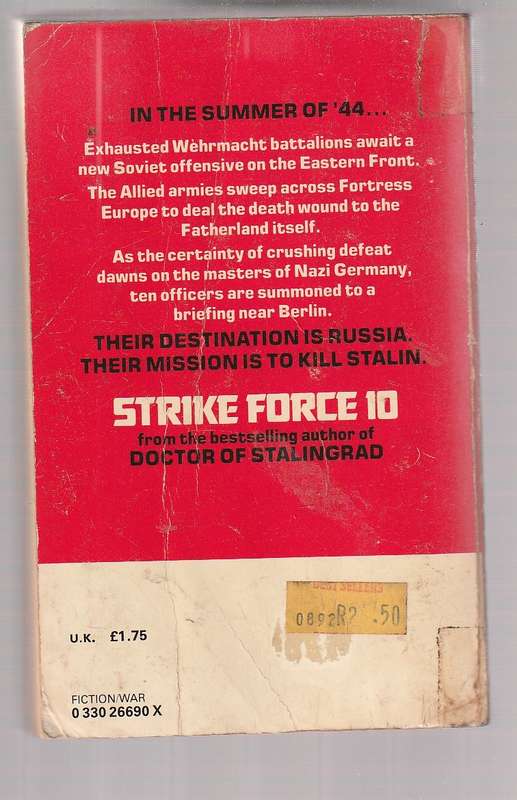 IN THE SUMMER OF '44...
Exhausted Wehrmacht battalions await a
new Soviet offensive on the Eastern Front.
The Allied armies sweep across Fortress
Europe to deal the death wound to the
Fatherland itself.
As the certainty of crushing defeat
dawns on the masters of Nazi Germany,
ten officers are summoned to a
briefing near Berlin.
THEIR DESTINATION IS RUSSIA.
THEIR MISSION IS TO KILL STALIN.
STRIKE FORCE 10
from the bestselling author of
DOCTOR OF STALINGRAD
BEST SELLERS
0892R2 .50
U.K. £1.75
FICTION/WAR
0 330 26690 X